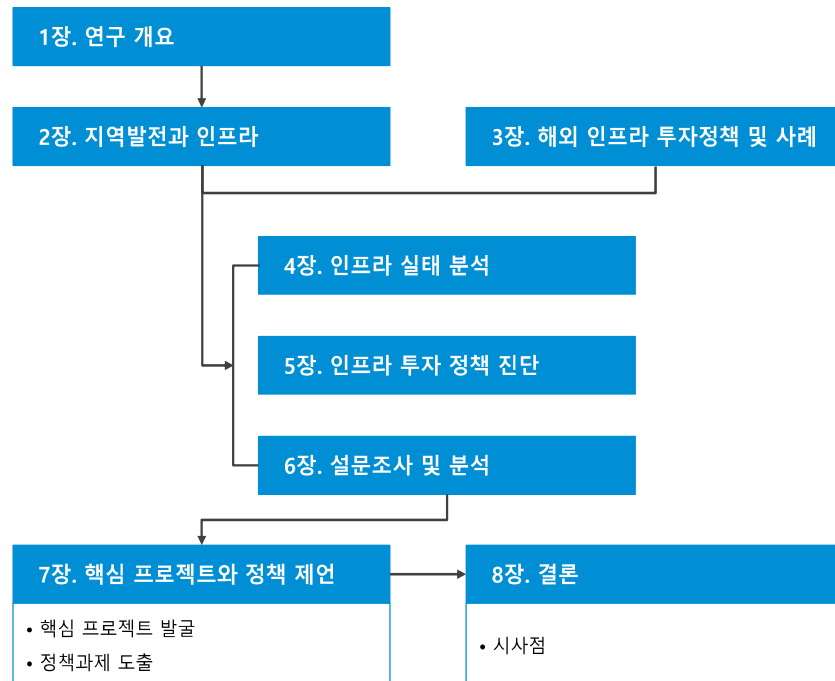 1장. 연구 개요
2장. 지역발전과 인프라
3장. 해외 인프라 투자정책 및 사례
4장. 인프라 실태 분석
5장. 인프라 투자 정책 진단
6장. 설문조사 및 분석
7장. 핵심 프로젝트와 정책 제언
• 핵심 프로젝트 발굴
• 정책과제 도출
8장. 결론
• 시사점